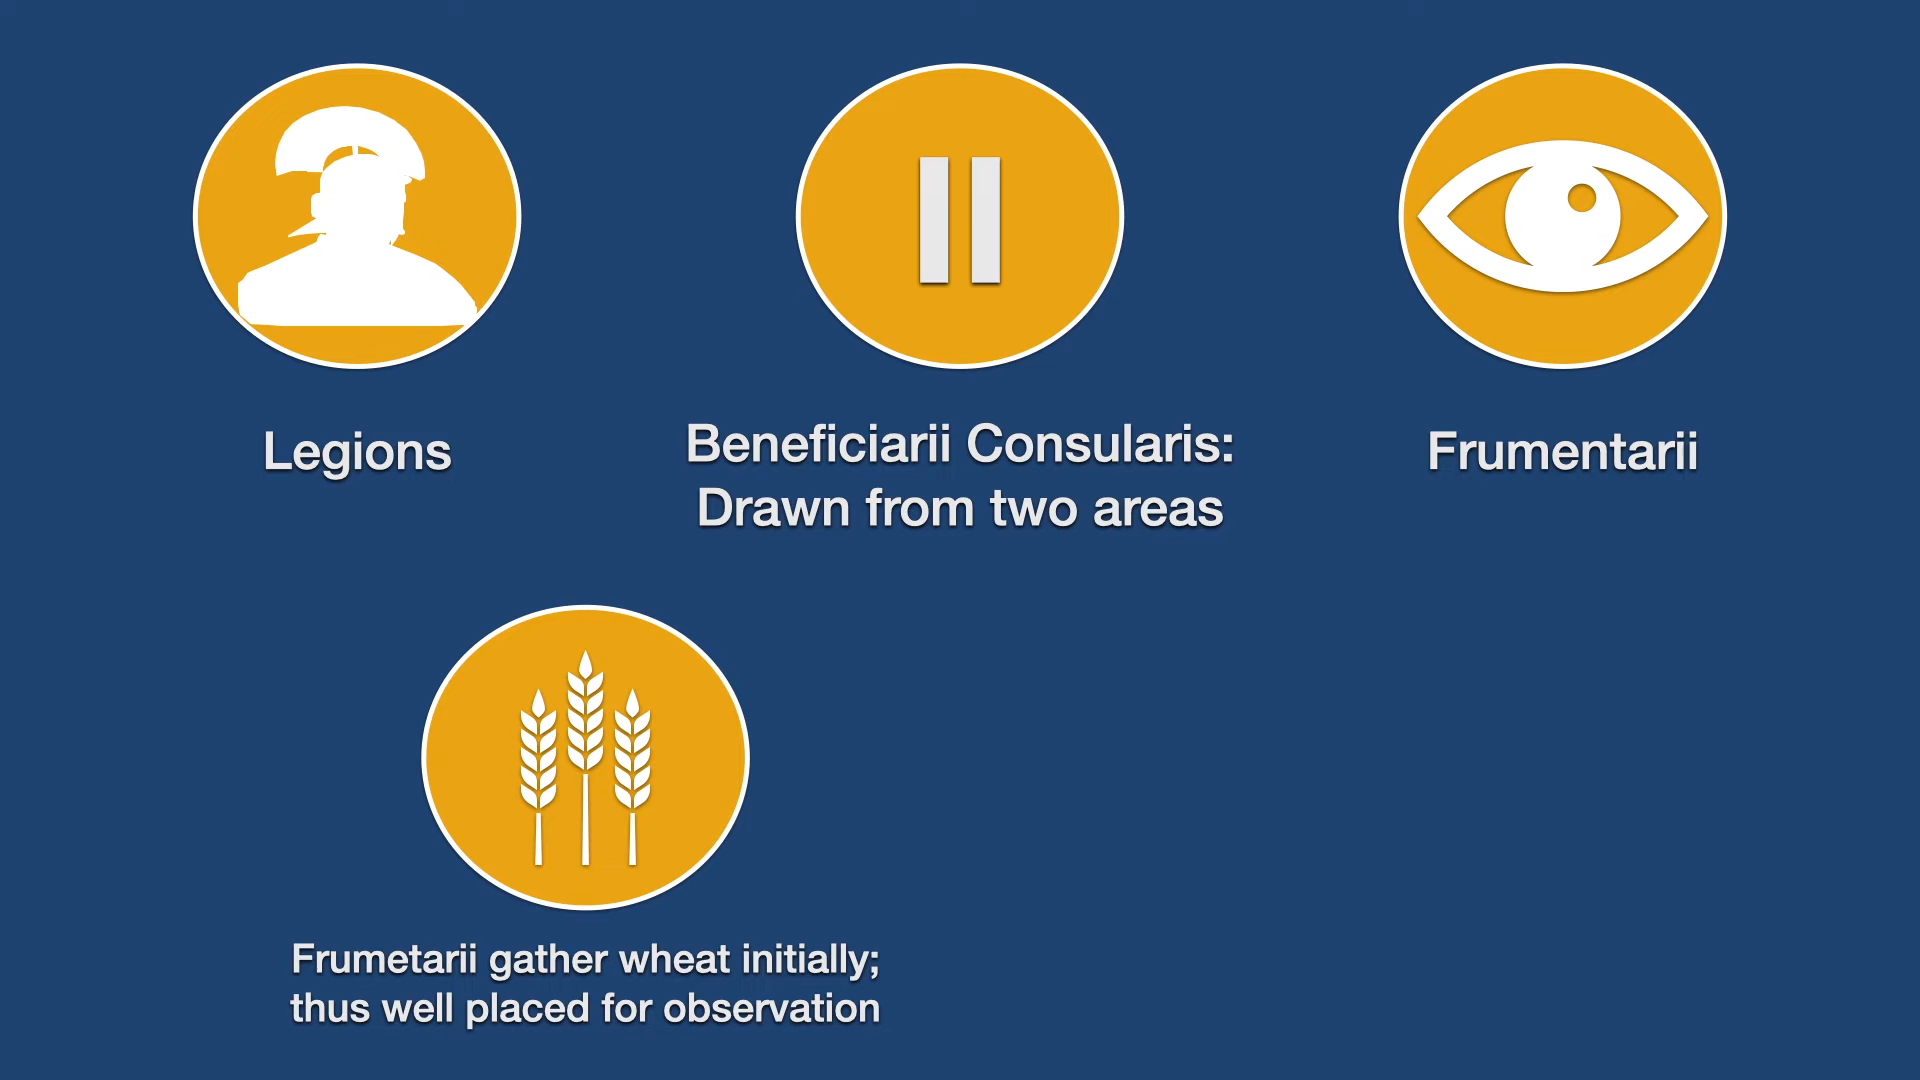 Legions
Beneficiarii Consularis:
Drawn from two areas
Frumentarii
Frumetarii gather wheat initially;
thus well placed for observation